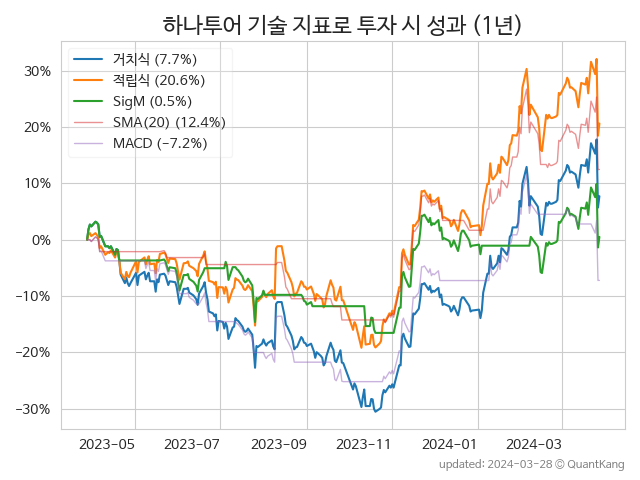 하나투어 기술 지표로 투자 시 성과 (1년)
거치식 (7.7%)
적립식 (20.6%)
SigM (0.5%)
SMA(20) (12.4%)
MACD (−7.2%)
30%
20%
10%
0%
−10%
−20%
−30%
2023-05 2023-07 2023-09 2023-11 2024-01 2024-03
updated: 2024-03-28 © QuantKang